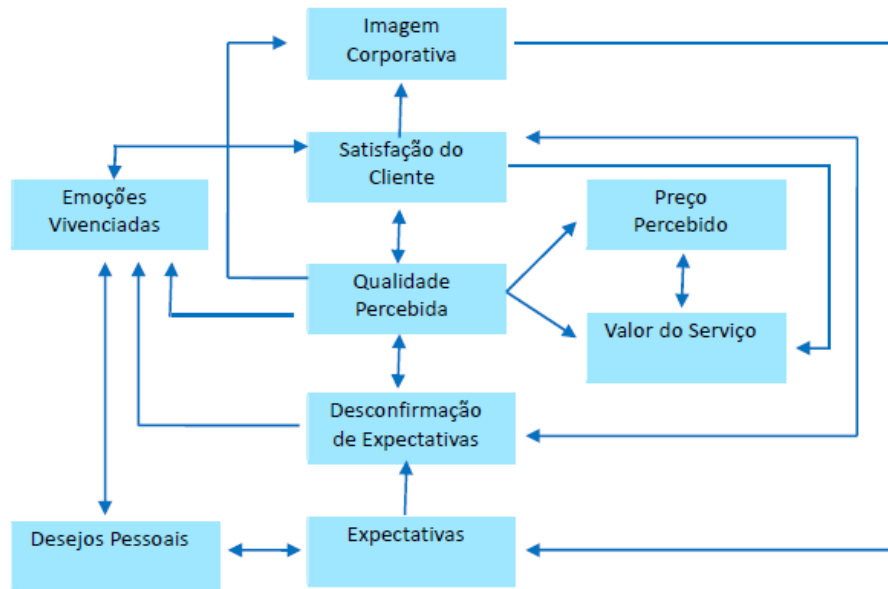 Imagem
Corporativa
Satisfação do
Cliente
Emoções
Vivenciadas
Preço
Percebido
Qualidade
Percebida
Valor do Serviço
Desconfirmação
de Expectativas
Desejos Pessoais
Expectativas